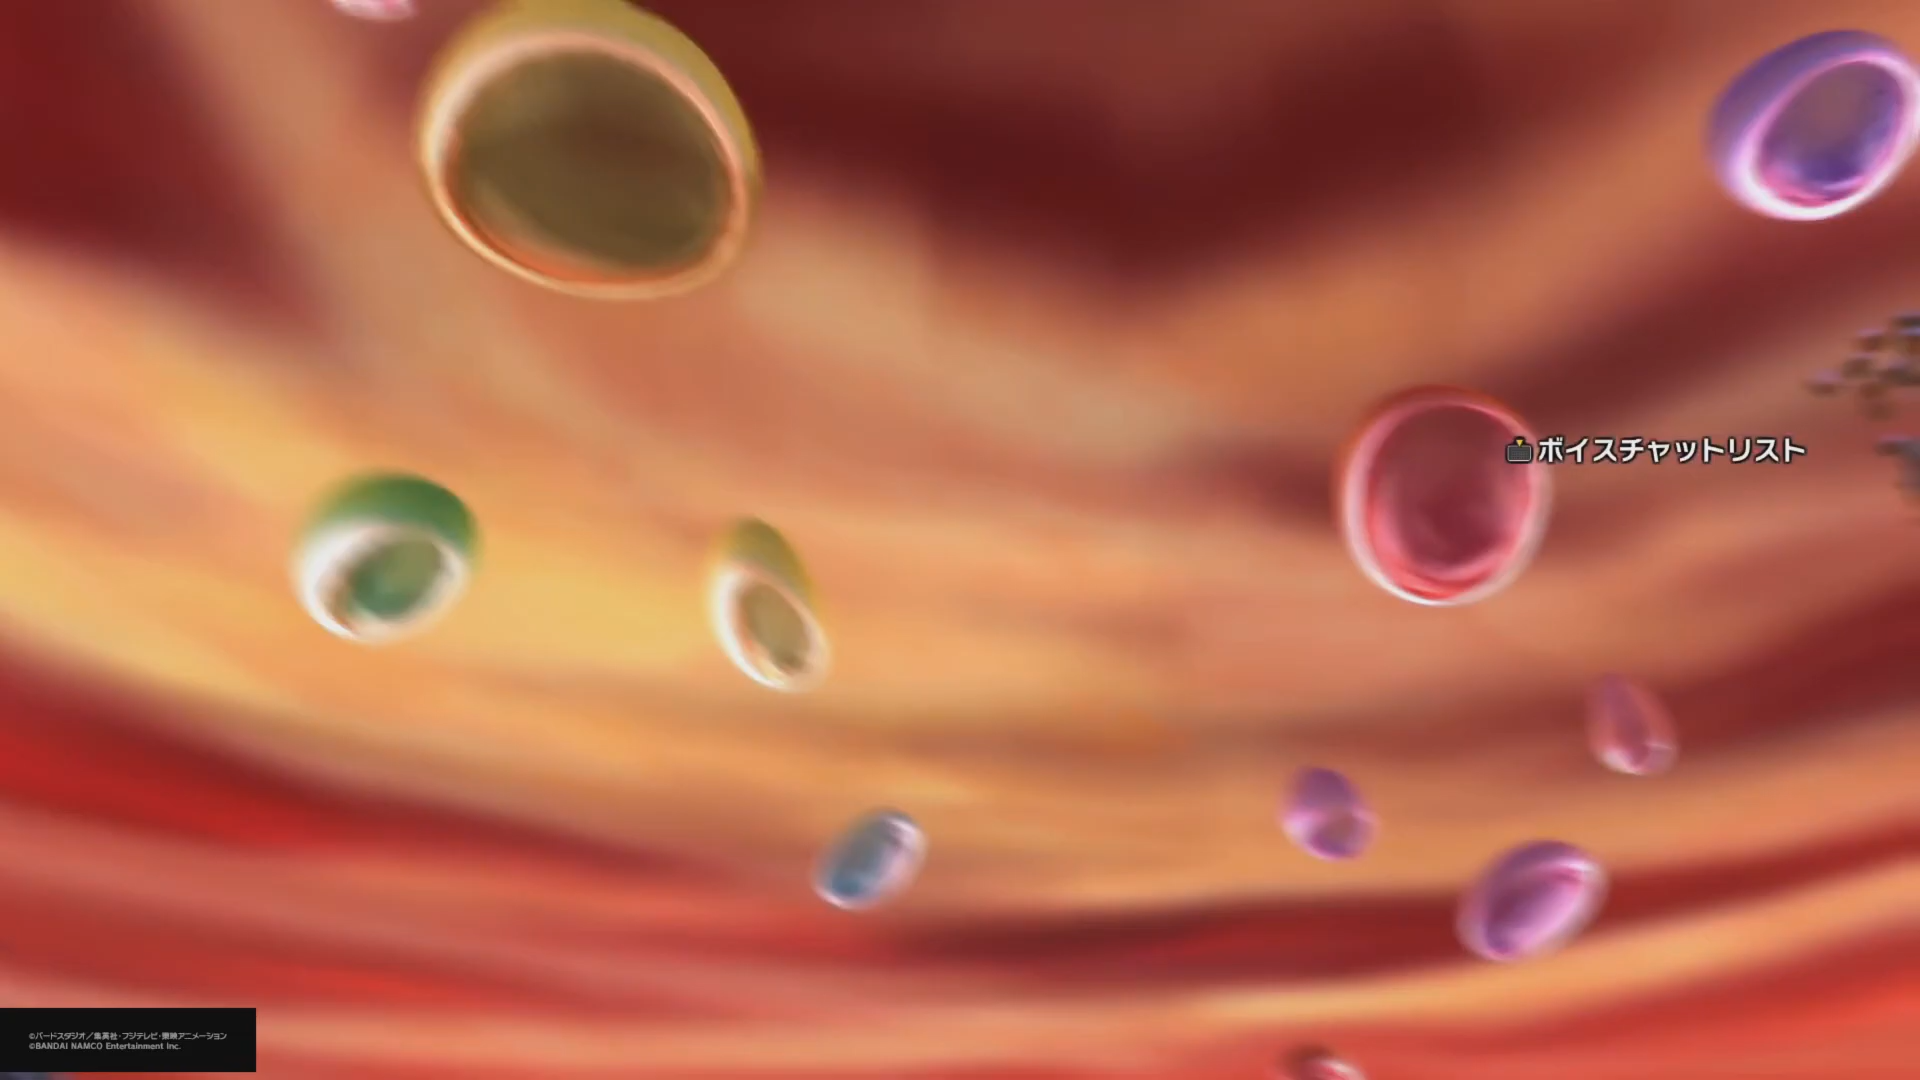 ボイスチャットリスト
©バードスタジオ／集英社・フジテレビ・東映アニメーション
©BANDAI NAMCO Entertainment Inc.